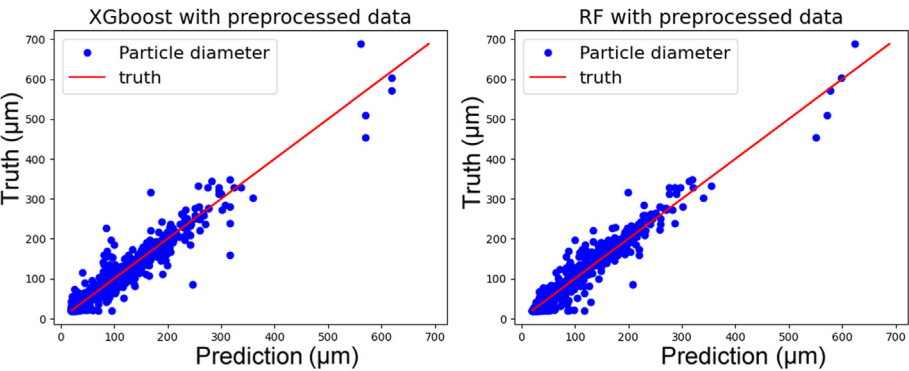 XGboost with preprocessed data
Particle diameter
truth
700
600
500
400
300
200
100
0
Truth (μm)
0 100 200 300 400 500 600 700
Prediction (μm)
RF with preprocessed data
Particle diameter
truth
700
600
500
400
300
200
100
0
Truth (μm)
0 100 200 300 400 500 600 700
Prediction (μm)